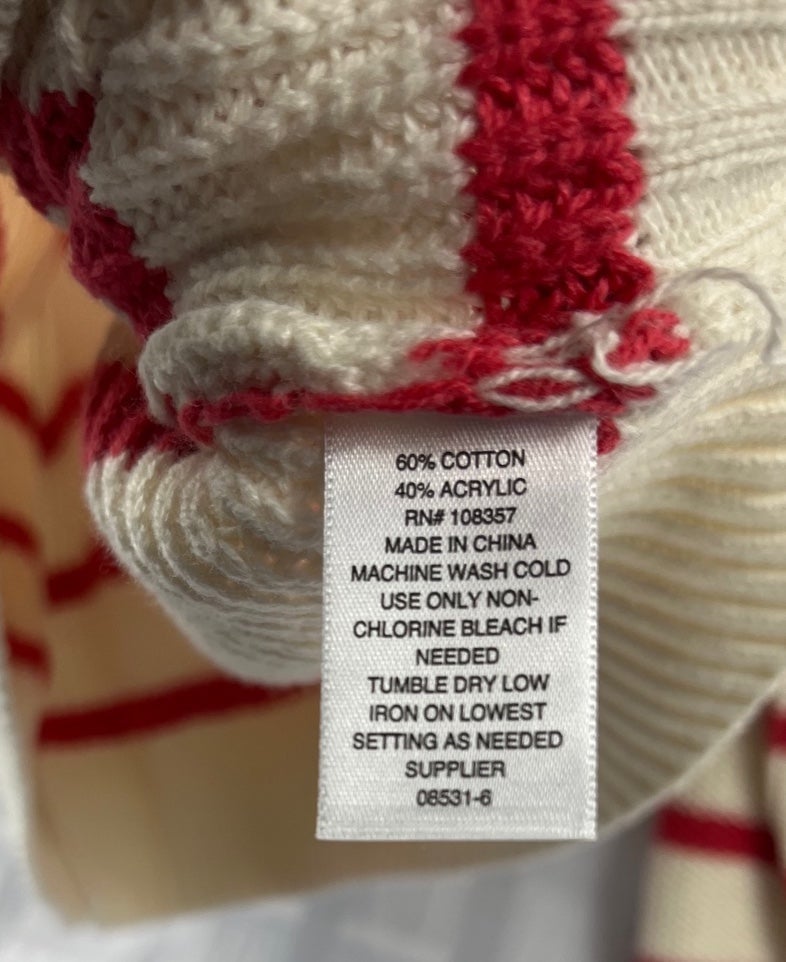 60% COTTON
40% ACRYLIC
RN# 108357
MADE IN CHINA
MACHINE WASH COLD
USE ONLY NON-
CHLORINE BLEACH IF
NEEDED
TUMBLE DRY LOW
IRON ON LOWEST
SETTING AS NEEDED
SUPPLIER
08531-6